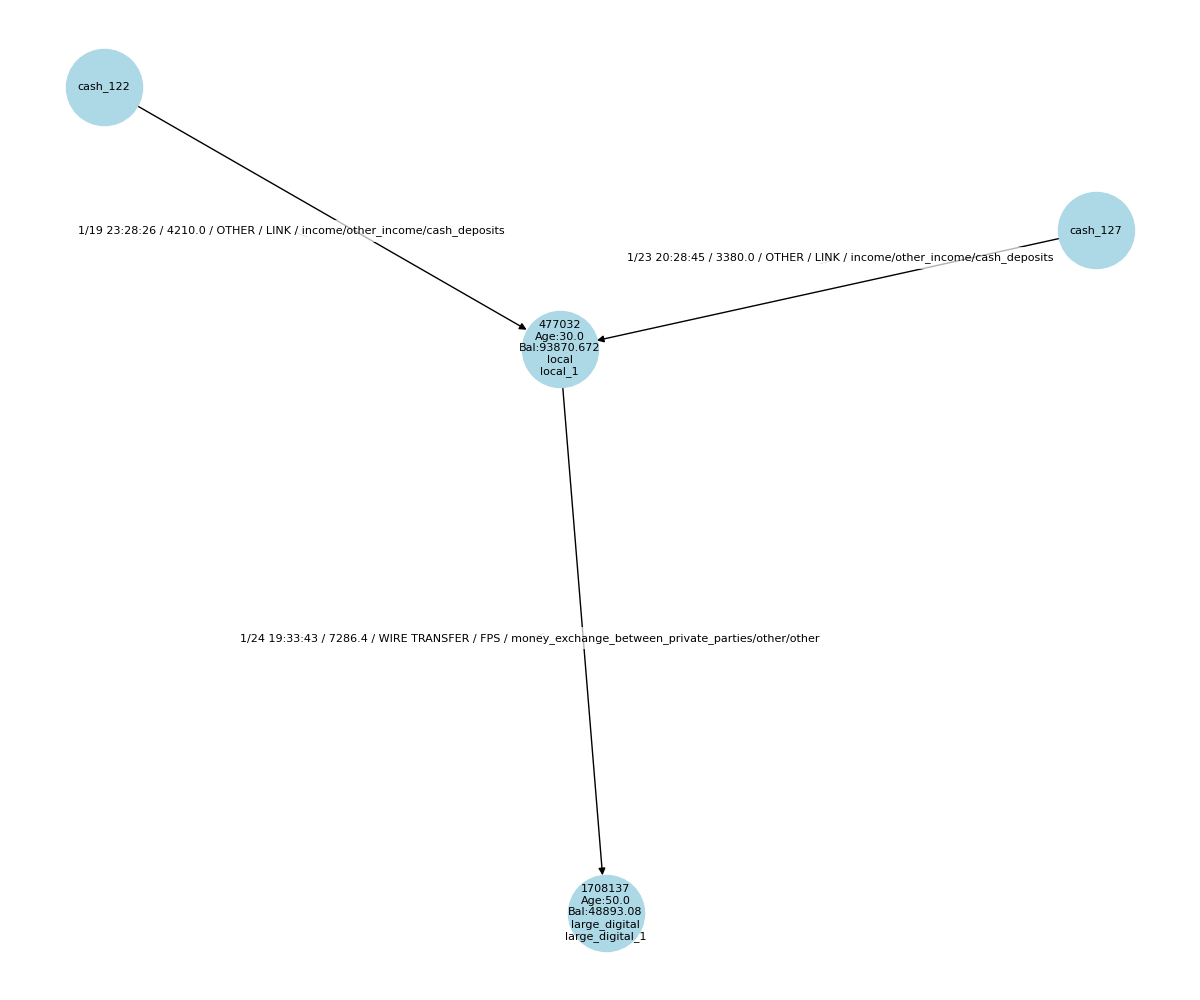 cash_122
1/19 23:28:26 / 4210.0 / OTHER / LINK / income/other_income/cash_deposits
cash_127
1/23 20:28:45 / 3380.0 / OTHER / LINK / income/other_income/cash_deposits
477032
Age:30.0
Bal:93870.672
local
local_1
1/24 19:33:43 / 7286.4 / WIRE TRANSFER / FPS / money_exchange_between_private_parties/other/other
1708137
Age:50.0
Bal:48893.08
large_digital
large_digital_1